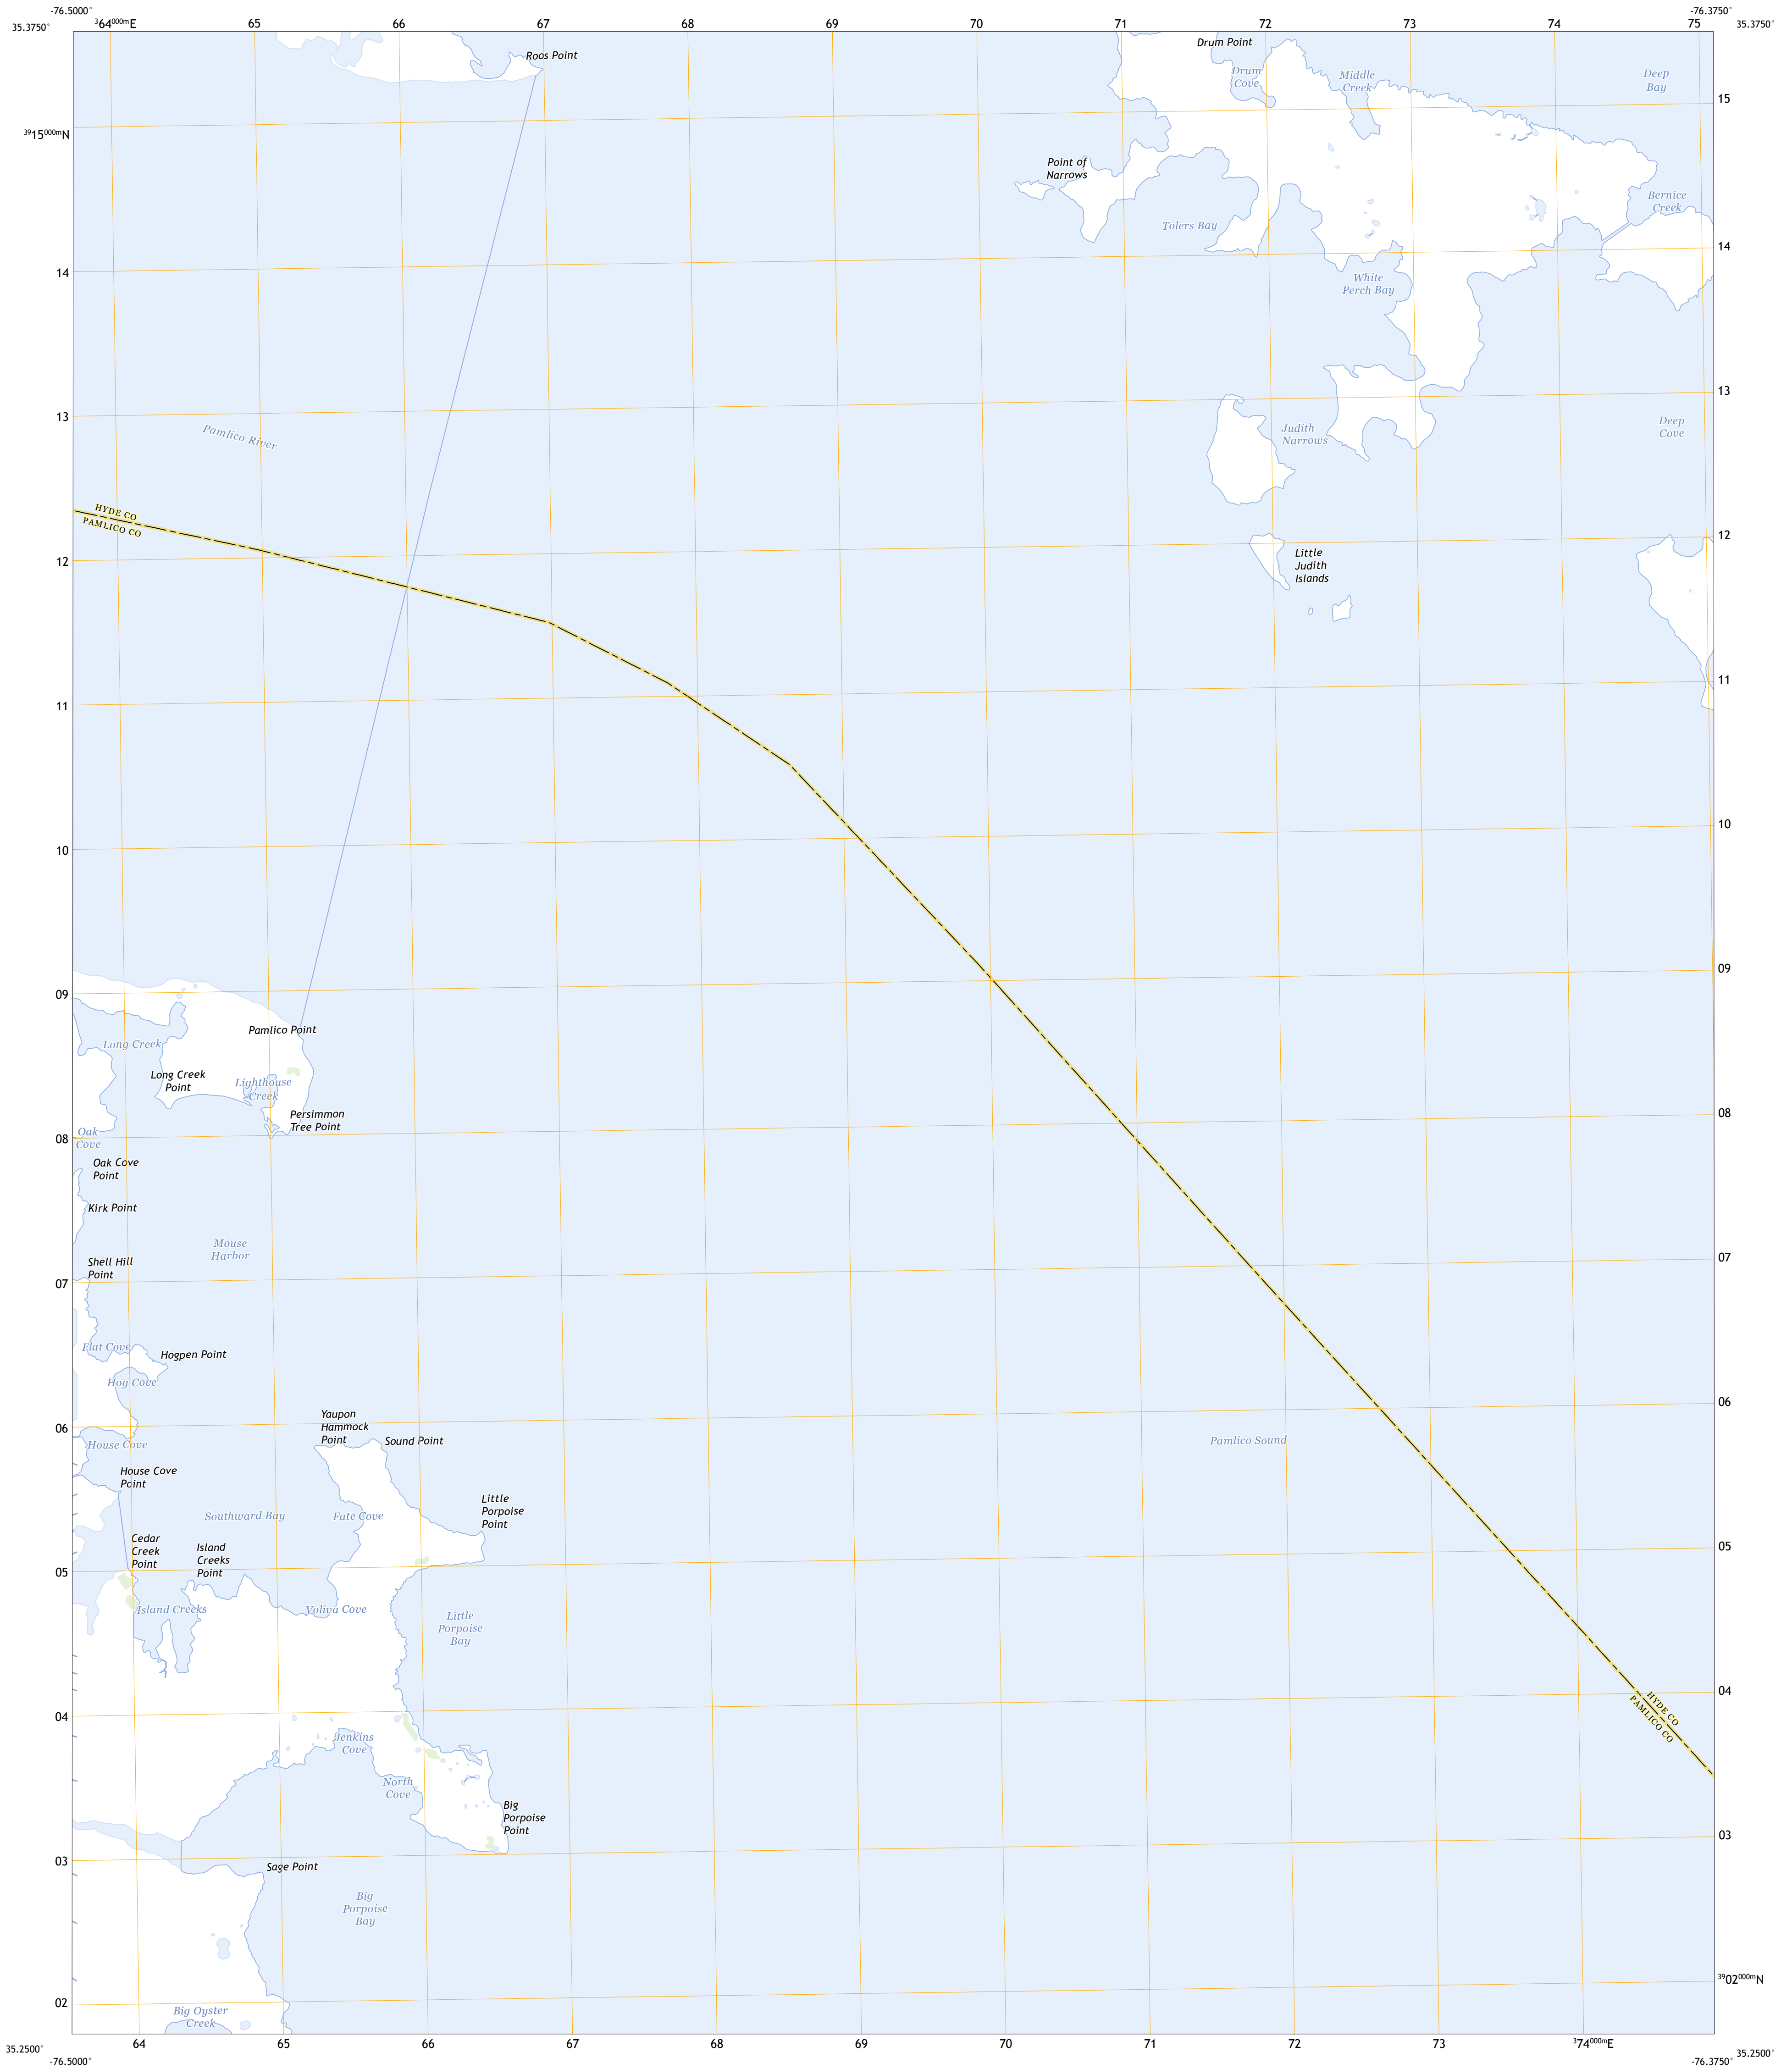 -76.5000°
-76.3750°
35.3750°
³64⁰⁰⁰ᵐE
65
66
67
68
69
70
71
72
73
74
75
35.3750°
Roos Point
Drum Point
Drum
Cove
Middle
Creek
Deep
Bay
15
³⁹15⁰⁰⁰ᵐN
Point of
Narrows
Bernice
Creek
Tolers Bay
14
14
White
Perch Bay
13
13
Pamlico River
Judith
Narrows
Deep
Cove
HYDE CO
PAMLICO CO
12
12
Little
Judith
Islands
11
11
10
10
09
09
Pamlico Point
Long Creek
Long Creek
Point
Lighthouse
Creek
Persimmon
Tree Point
08
08
Oak
Cove
Oak Cove
Point
Kirk Point
Mouse
Harbor
Shell Hill
Point
07
07
Flat Cove
Hogpen Point
Hog Cove
06
06
Yaupon
Hammock
Point
Sound Point
House Cove
Pamlico Sound
House Cove
Point
Little
Porpoise
Point
Southward Bay
Fate Cove
Cedar
Creek
Point
Island
Creeks
Point
05
05
Island Creeks
Voliva Cove
Little
Porpoise
Bay
04
04
HYDE CO
PAMLICO CO
Jenkins
Cove
North
Cove
Big
Porpoise
Point
03
03
Sage Point
Big
Porpoise
Bay
³⁹02⁰⁰⁰ᵐN
02
Big Oyster
Creek
35.2500°
64
65
66
67
68
69
70
71
72
73
³74⁰⁰⁰ᵐE
35.2500°
-76.5000°
-76.3750°